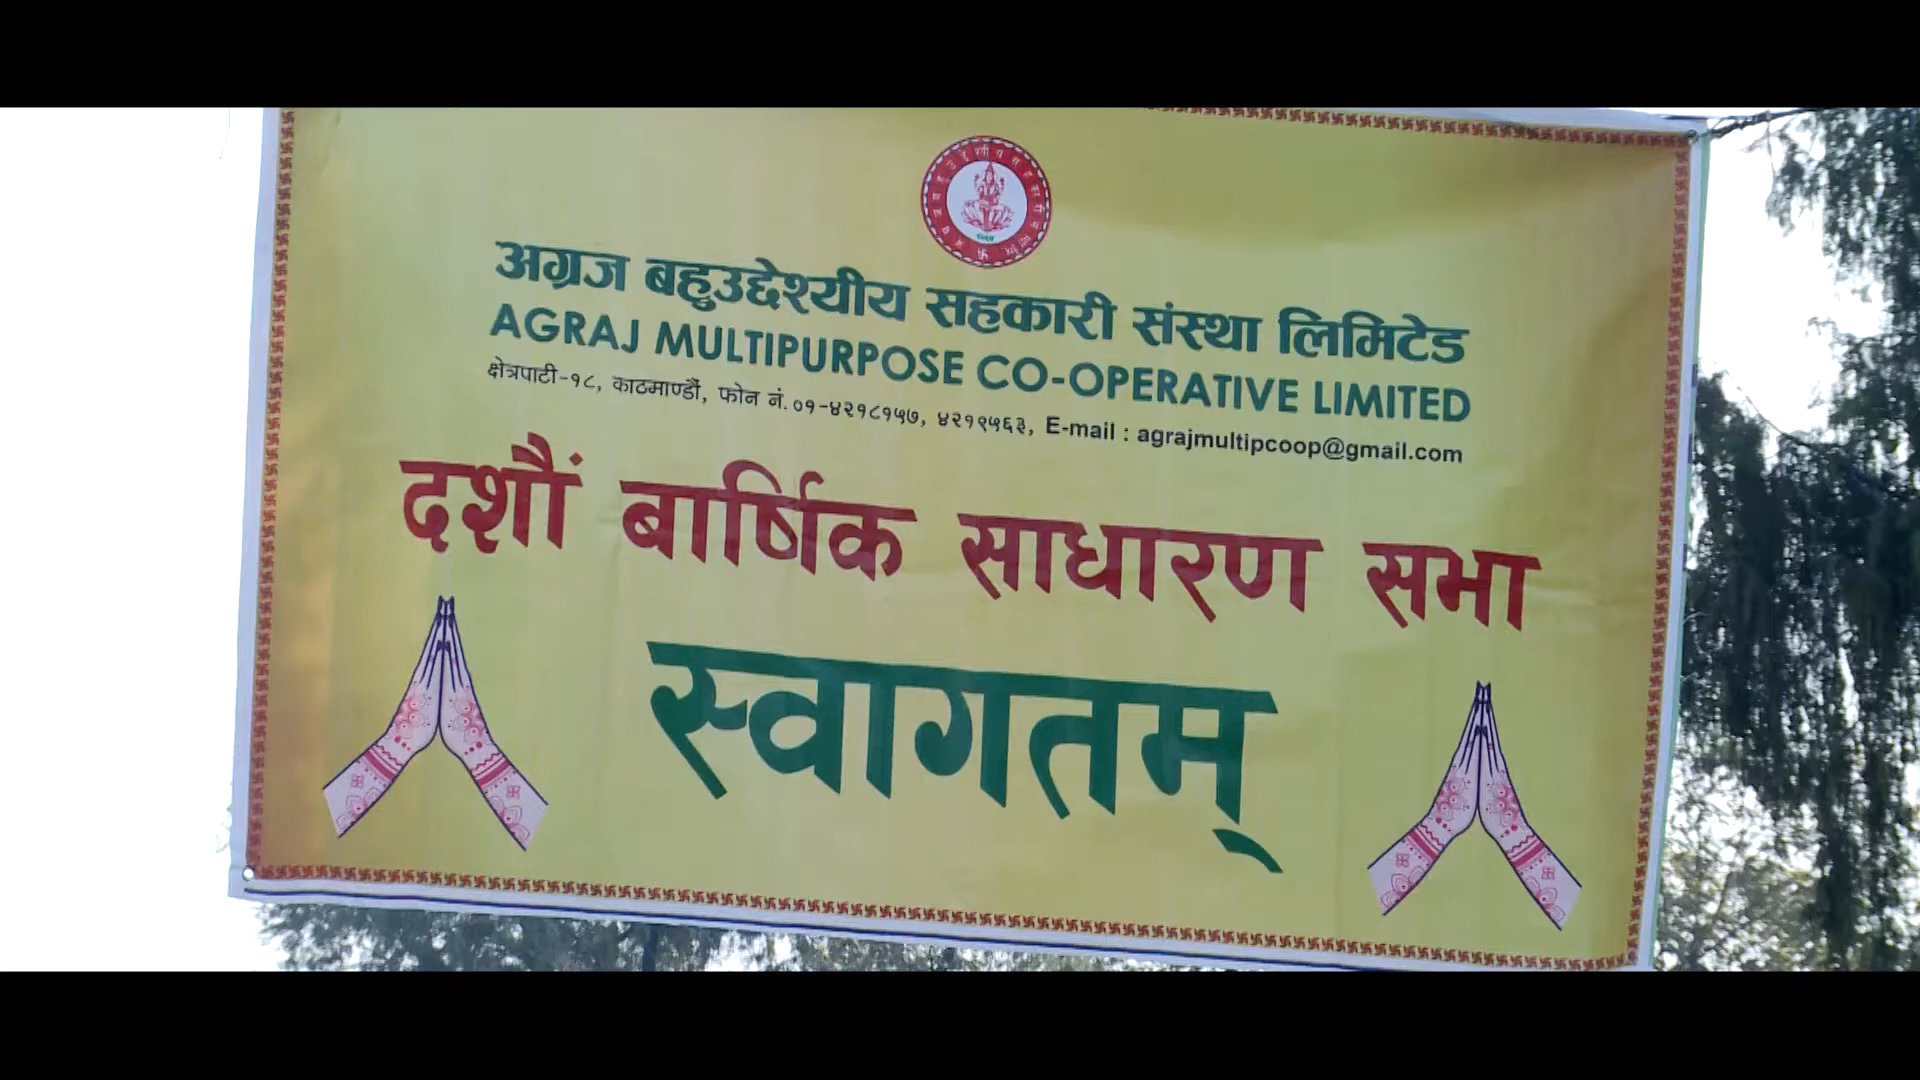 अग्रज बहुउद्देश्यीय सहकारी संस्था लिमिटेड
AGRAJ MULTIPURPOSE CO-OPERATIVE LIMITED
क्षेत्रपाटी-१८, काठमाण्डौं, फोन नं. ०१-४२१८१५७, ४२१९५६३, E-mail : agrajmultipcoop@gmail.com
दशौं बार्षिक साधारण सभा
स्वागतम्